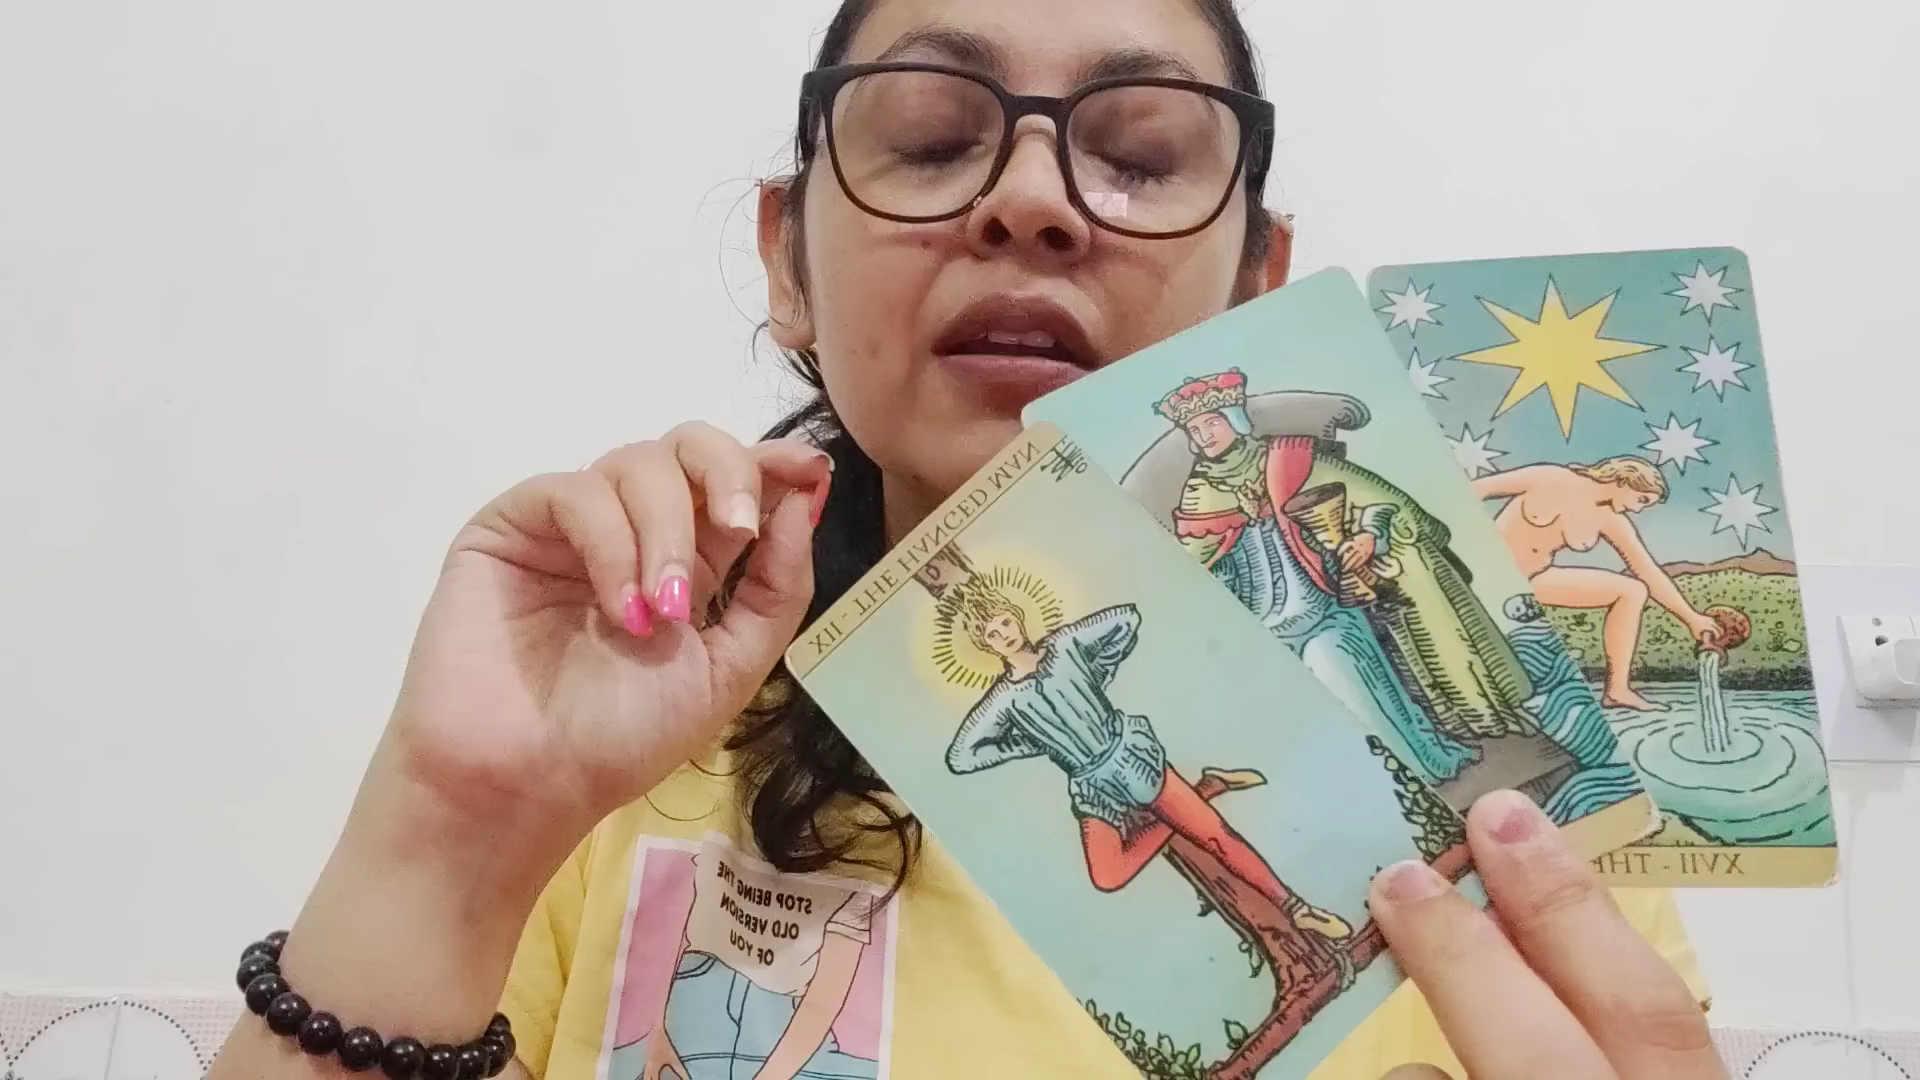 XII - THE HANGED MAN
XVII - THE
STOP BEING THE
OLD VERSION
OF YOU